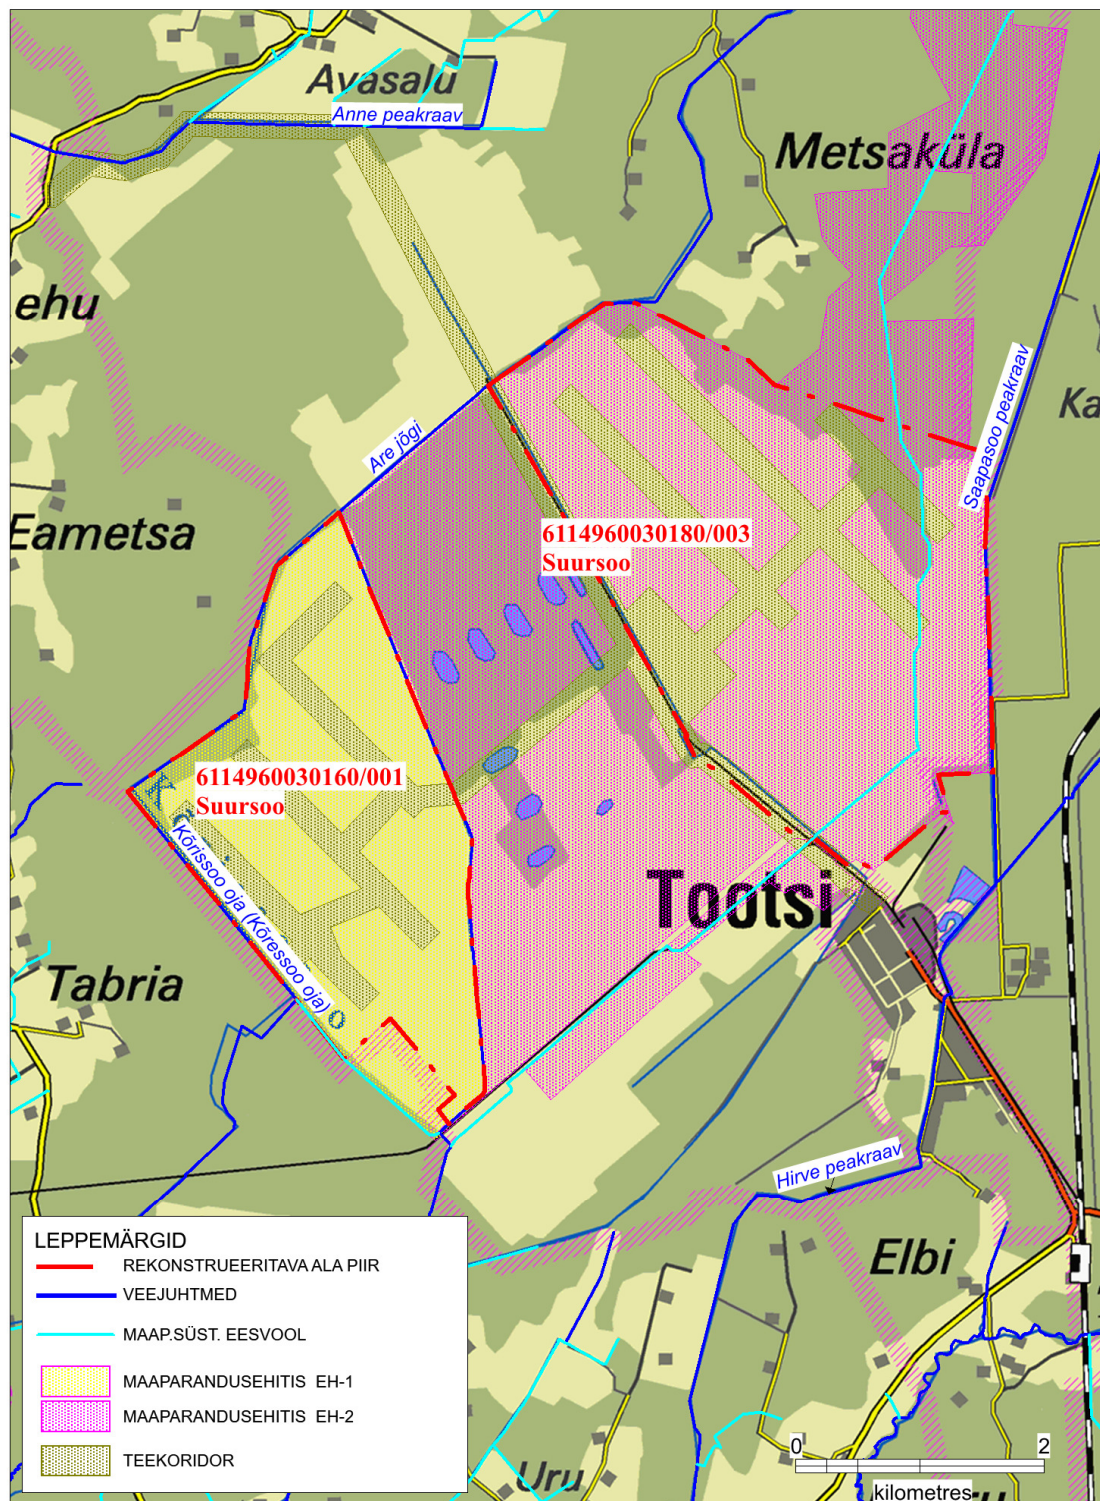 Avasalu
Anne peakraav
Metsaküla
ehu
Saapasoo peakraav
Ka
Are jõgi
Eametsa
6114960030180/003
Suursoo
6114960030160/001
Suursoo
Kõrissoo oja (Kõressoo oja)
Tootsi
Tabria
Hirve peakraav
Elbi
LEPPEMÄRGID
REKONSTRUEERITAVA ALA PIIR
VEEJUHTMED
MAAP.SÜST. EESVOOL
MAAPARANDUSEHITIS EH-1
MAAPARANDUSEHITIS EH-2
TEEKORIDOR
Uru
0 2
kilometres